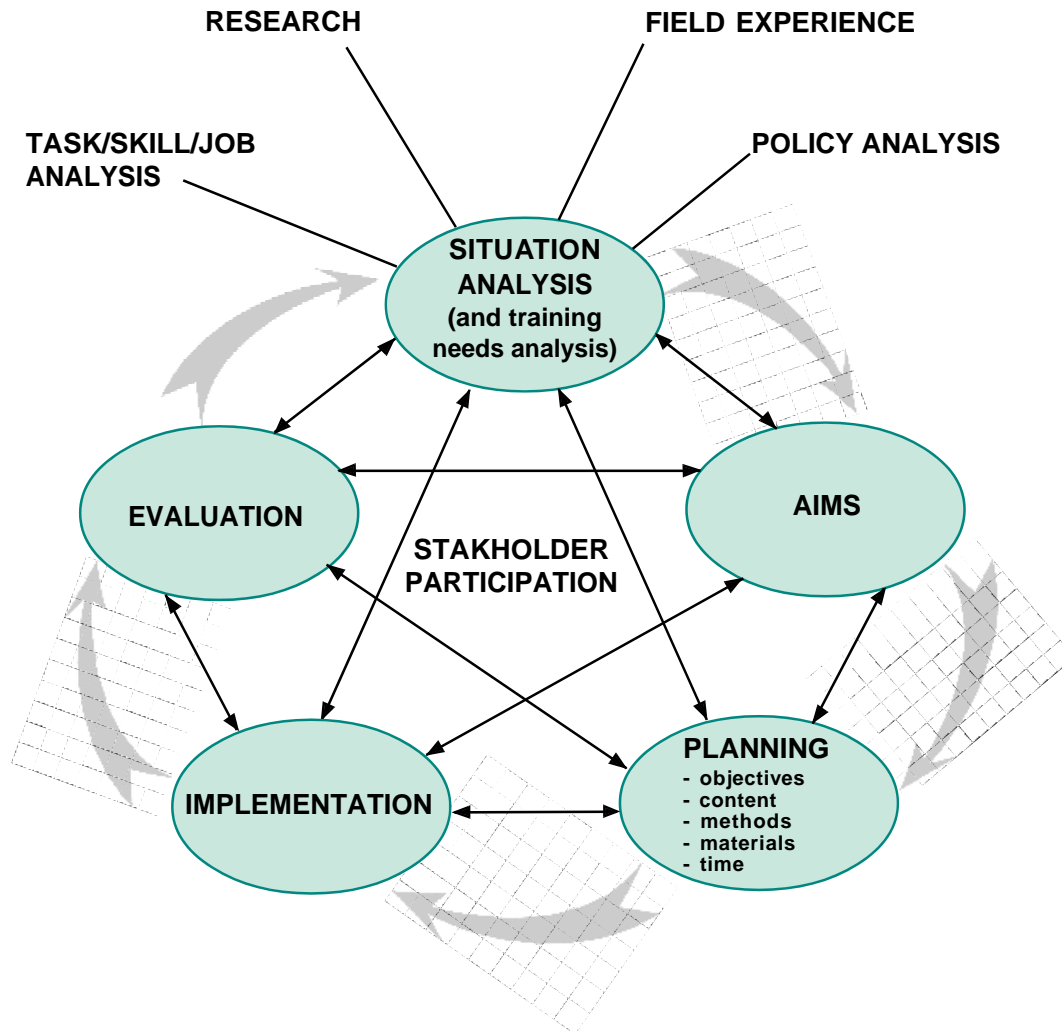 RESEARCH
FIELD EXPERIENCE
TASK/SKILL/JOB
ANALYSIS
POLICY ANALYSIS
SITUATION
ANALYSIS
(and training
needs analysis)
EVALUATION
AIMS
STAKHOLDER
PARTICIPATION
IMPLEMENTATION
PLANNING
- objectives
- content
- methods
- materials
- time